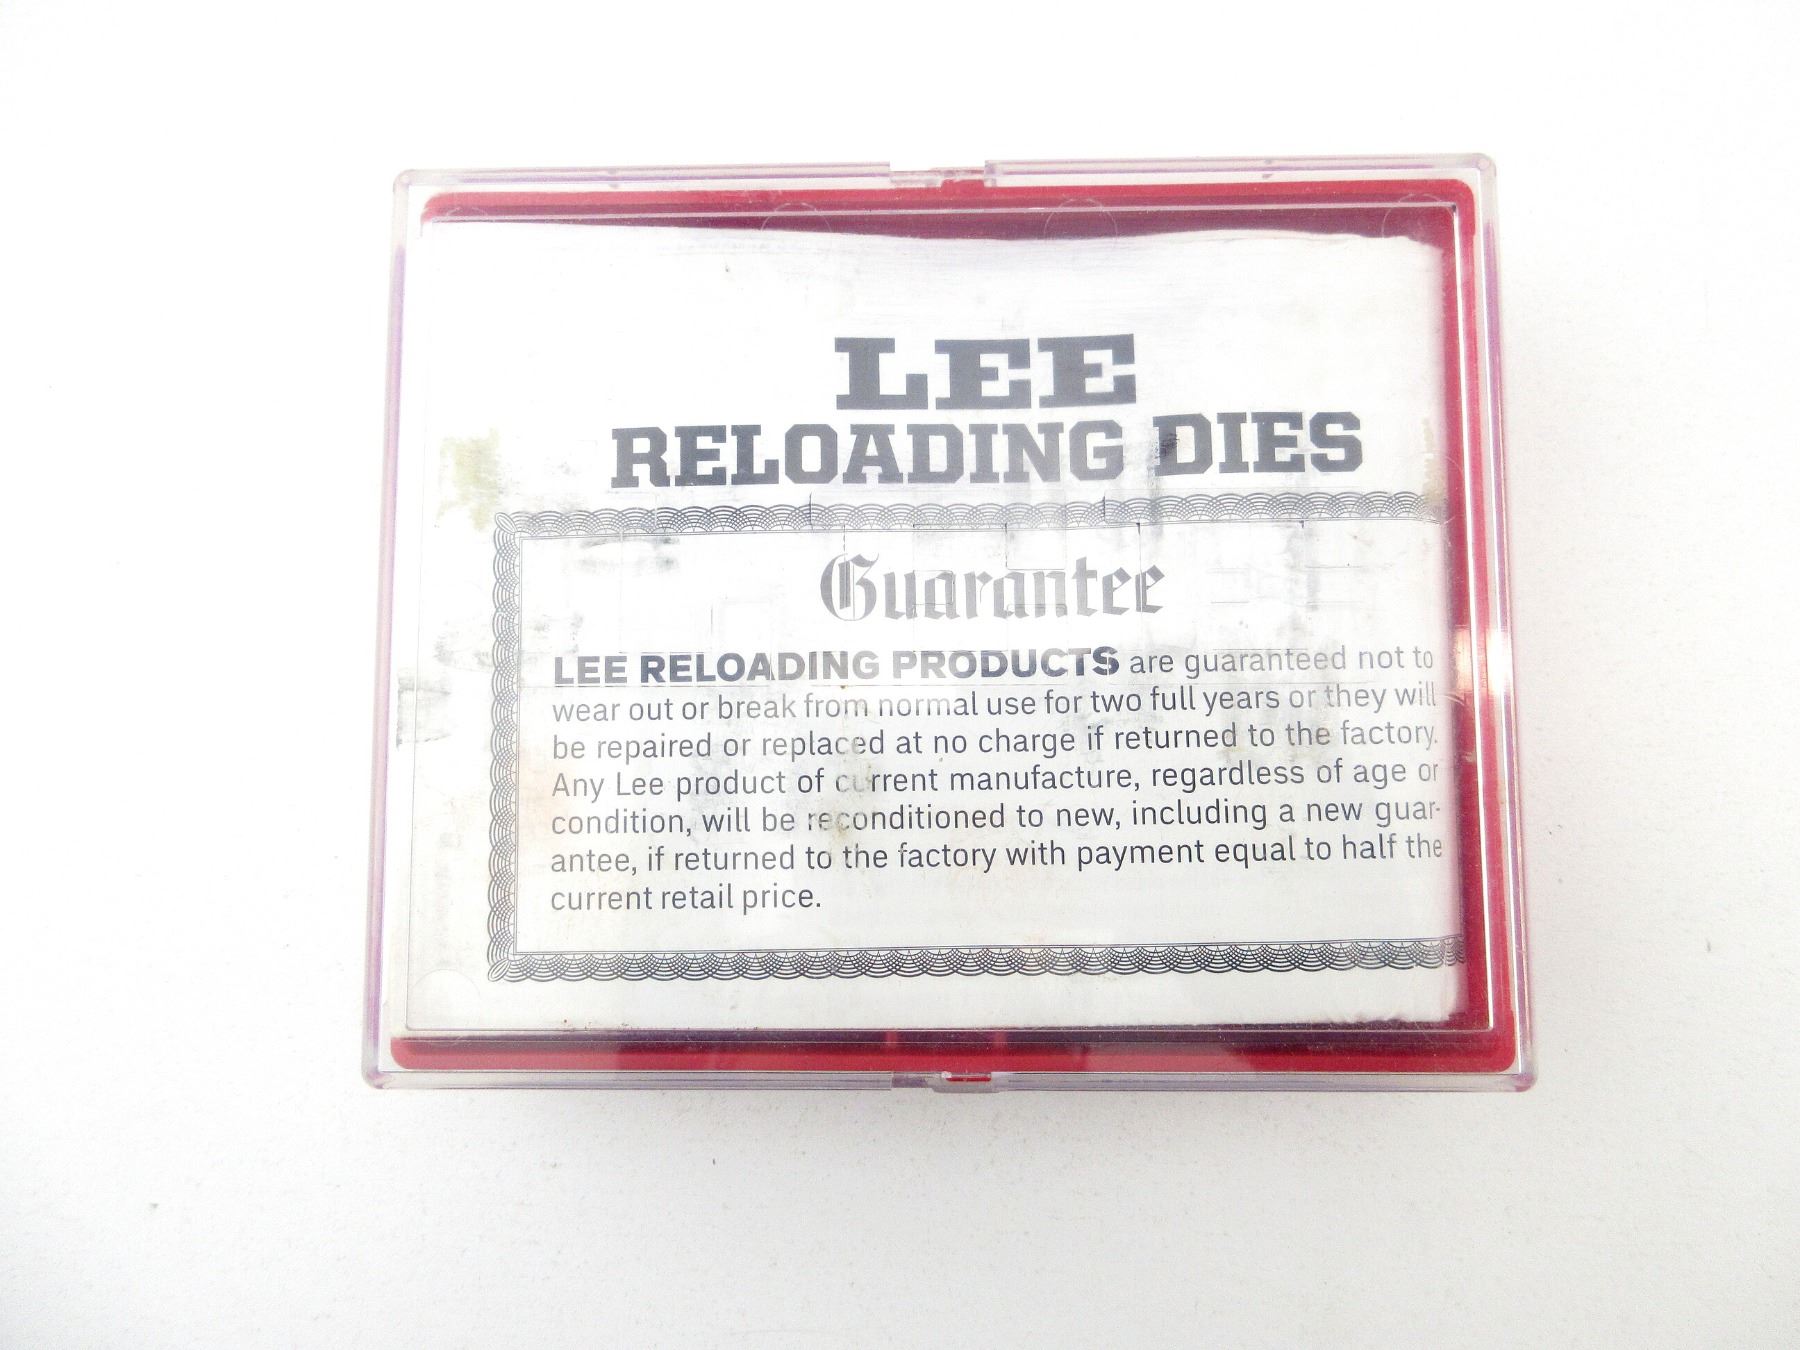 LEE
RELOADING DIES
Guarantee
LEE RELOADING PRODUCTS are guaranteed not to
wear out or break from normal use for two full years or they will
be repaired or replaced at no charge if returned to the factory.
Any Lee product of current manufacture, regardless of age or
condition, will be reconditioned to new, including a new guar-
antee, if returned to the factory with payment equal to half the
current retail price.